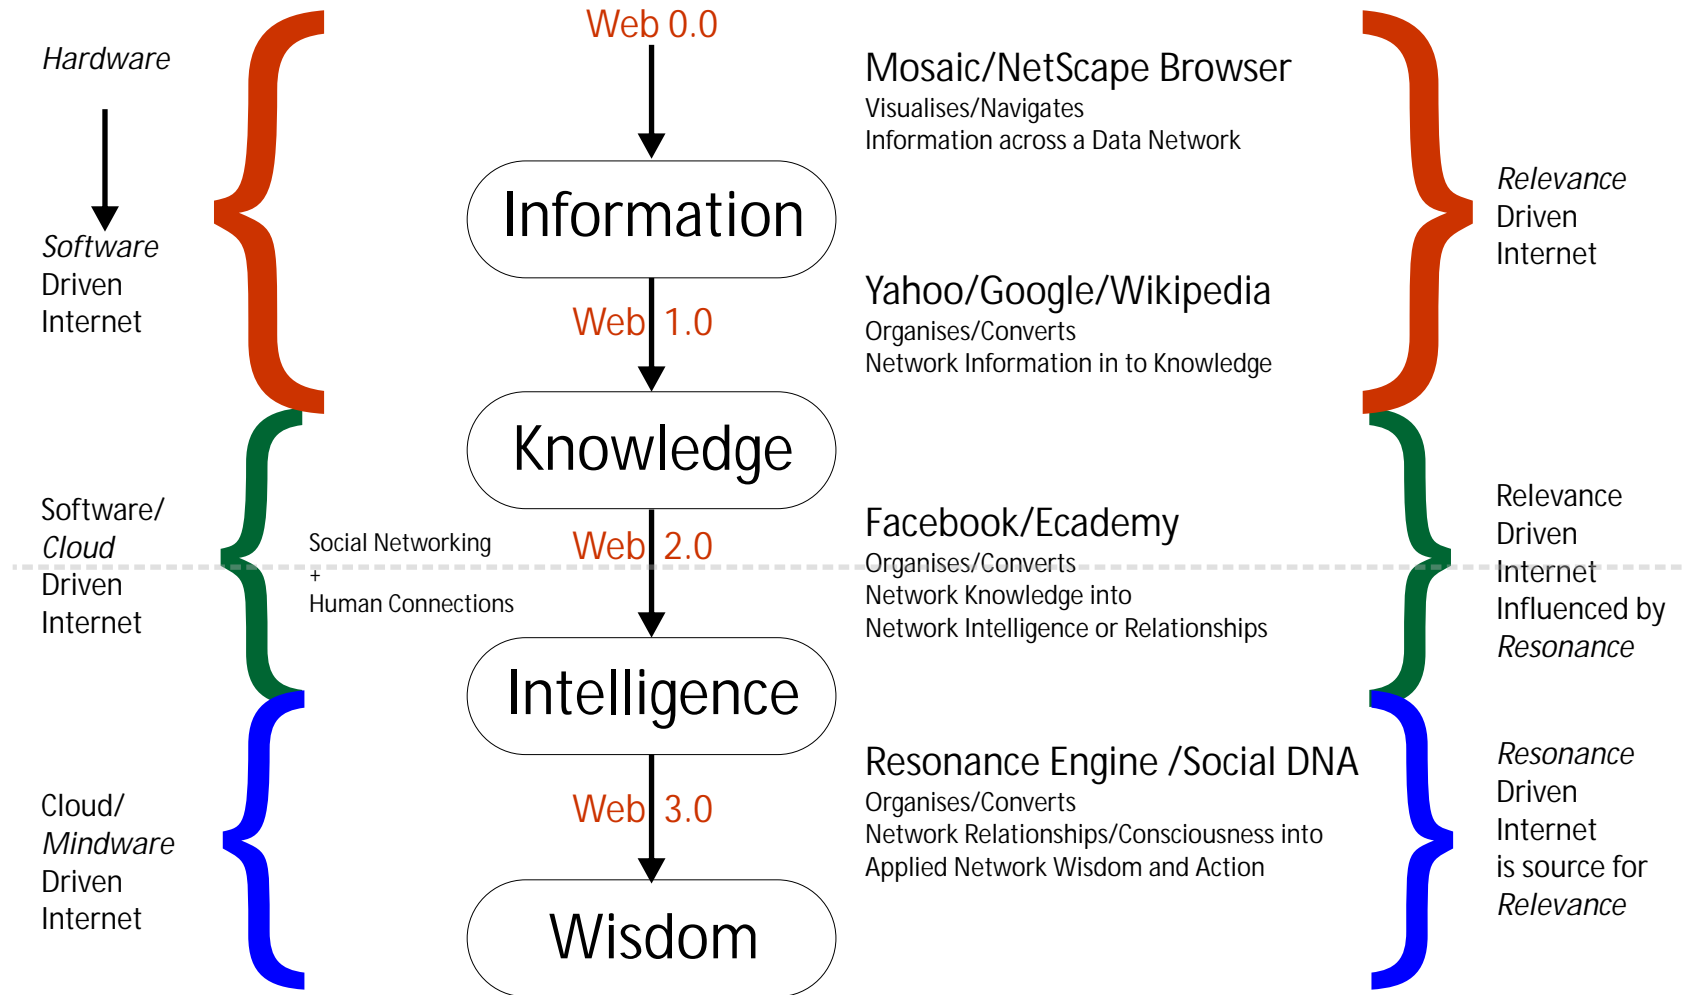 Web 0.0
Hardware
Software
Driven
Internet
Mosaic/NetScape Browser
Visualises/Navigates
Information across a Data Network
Information
Relevance
Driven
Internet
Web 1.0
Yahoo/Google/Wikipedia
Organises/Converts
Network Information in to Knowledge
Knowledge
Software/
Cloud
Driven
Internet
Social Networking
+
Human Connections
Web 2.0
Facebook/Ecademy
Organises/Converts
Network Knowledge into
Network Intelligence or Relationships
Relevance
Driven
Internet
Influenced by
Resonance
Intelligence
Cloud/
Mindware
Driven
Internet
Web 3.0
Resonance Engine /Social DNA
Organises/Converts
Network Relationships/Consciousness into
Applied Network Wisdom and Action
Resonance
Driven
Internet
is source for
Relevance
Wisdom